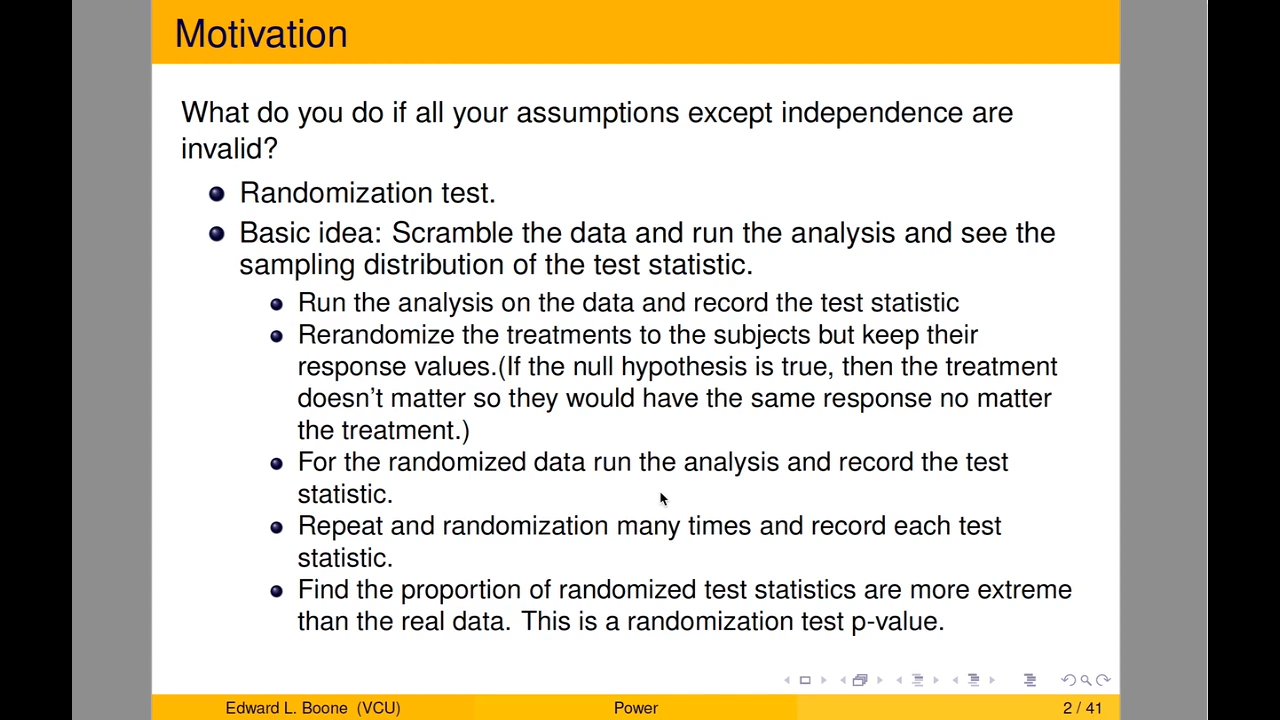 Motivation
What do you do if all your assumptions except independence are
invalid?
Randomization test.
Basic idea: Scramble the data and run the analysis and see the
sampling distribution of the test statistic.
Run the analysis on the data and record the test statistic
Rerandomize the treatments to the subjects but keep their
response values.(If the null hypothesis is true, then the treatment
doesn't matter so they would have the same response no matter
the treatment.)
For the randomized data run the analysis and record the test
statistic.
Repeat and randomization many times and record each test
statistic.
Find the proportion of randomized test statistics are more extreme
than the real data. This is a randomization test p-value.
Edward L. Boone (VCU) Power 2 / 41